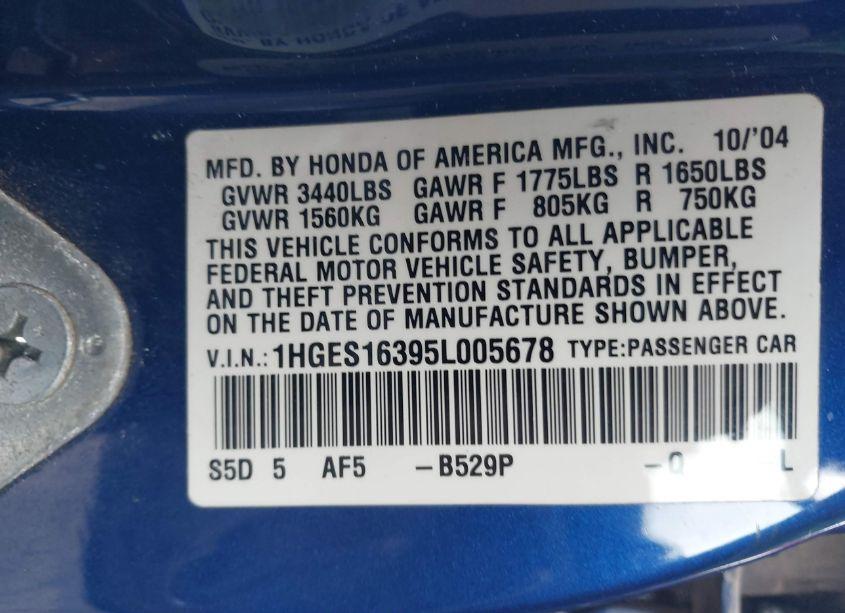 MFD. BY HONDA OF AMERICA MFG., INC. 10/'04
GVWR 3440LBS GAWR F 1775LBS R 1650LBS
GVWR 1560KG GAWR F 805KG R 750KG
THIS VEHICLE CONFORMS TO ALL APPLICABLE
FEDERAL MOTOR VEHICLE SAFETY, BUMPER,
AND THEFT PREVENTION STANDARDS IN EFFECT
ON THE DATE OF MANUFACTURE SHOWN ABOVE.
V.I.N.: 1HGES16395L005678 TYPE:PASSENGER CAR
S5D 5 AF5 -B529P -Q L